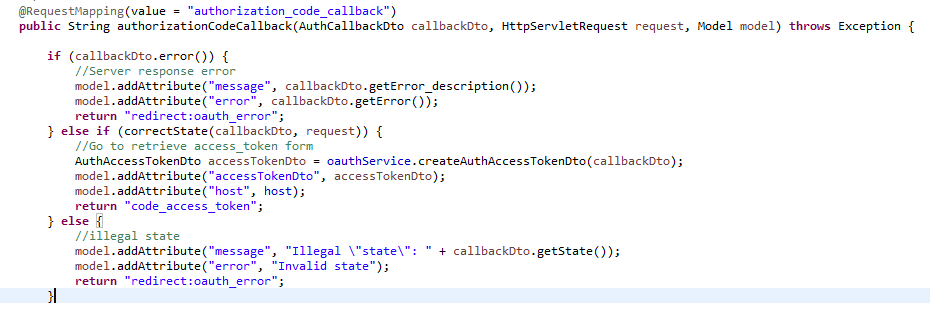 @RequestMapping(value = "authorization_code_callback")
public String authorizationCodeCallback(AuthCallbackDto callbackDto, HttpServletRequest request, Model model) throws Exception {
if (callbackDto.error()) {
//Server response error
model.addAttribute("message", callbackDto.getError_description());
model.addAttribute("error", callbackDto.getError());
return "redirect:oauth_error";
} else if (correctState(callbackDto, request)) {
//Go to retrieve access_token form
AuthAccessTokenDto accessTokenDto = oauthService.createAuthAccessTokenDto(callbackDto);
model.addAttribute("accessTokenDto", accessTokenDto);
model.addAttribute("host", host);
return "code_access_token";
} else {
//illegal state
model.addAttribute("message", "Illegal \"state\": " + callbackDto.getState());
model.addAttribute("error", "Invalid state");
return "redirect:oauth_error";
}